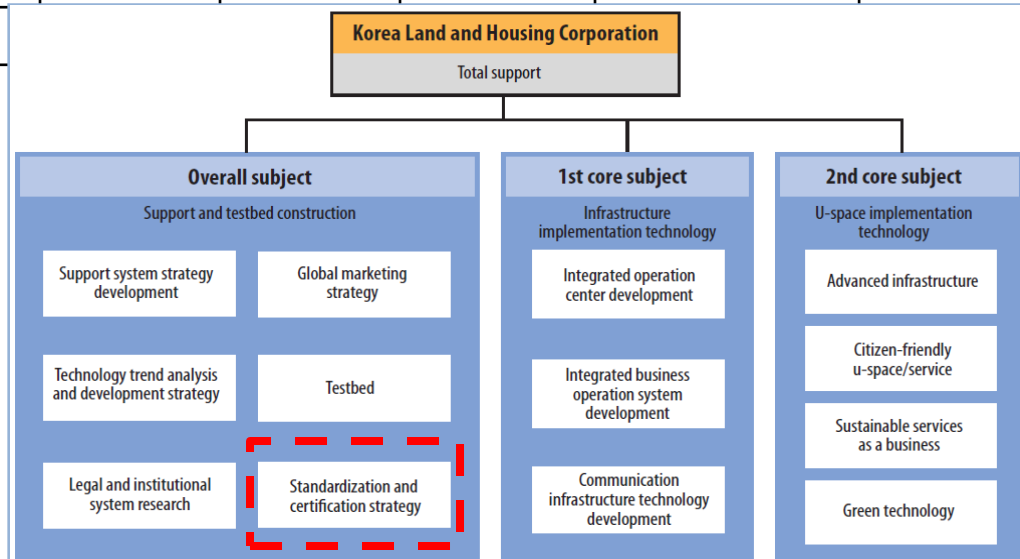 Korea Land and Housing Corporation
Total support
Overall subject
Support and testbed construction
Support system strategy
development
Global marketing
strategy
Technology trend analysis
and development strategy
Testbed
Legal and institutional
system research
Standardization and
certification strategy
1st core subject
Infrastructure
implementation technology
Integrated operation
center development
Integrated business
operation system
development
Communication
infrastructure technology
development
2nd core subject
U-space implementation
technology
Advanced infrastructure
Citizen-friendly
u-space/service
Sustainable services
as a business
Green technology